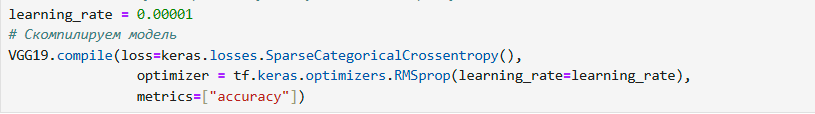 learning_rate = 0.00001
# Скомпилируем модель
VGG19.compile(loss=keras.losses.SparseCategoricalCrossentropy(),
optimizer = tf.keras.optimizers.RMSprop(learning_rate=learning_rate),
metrics=["accuracy"])